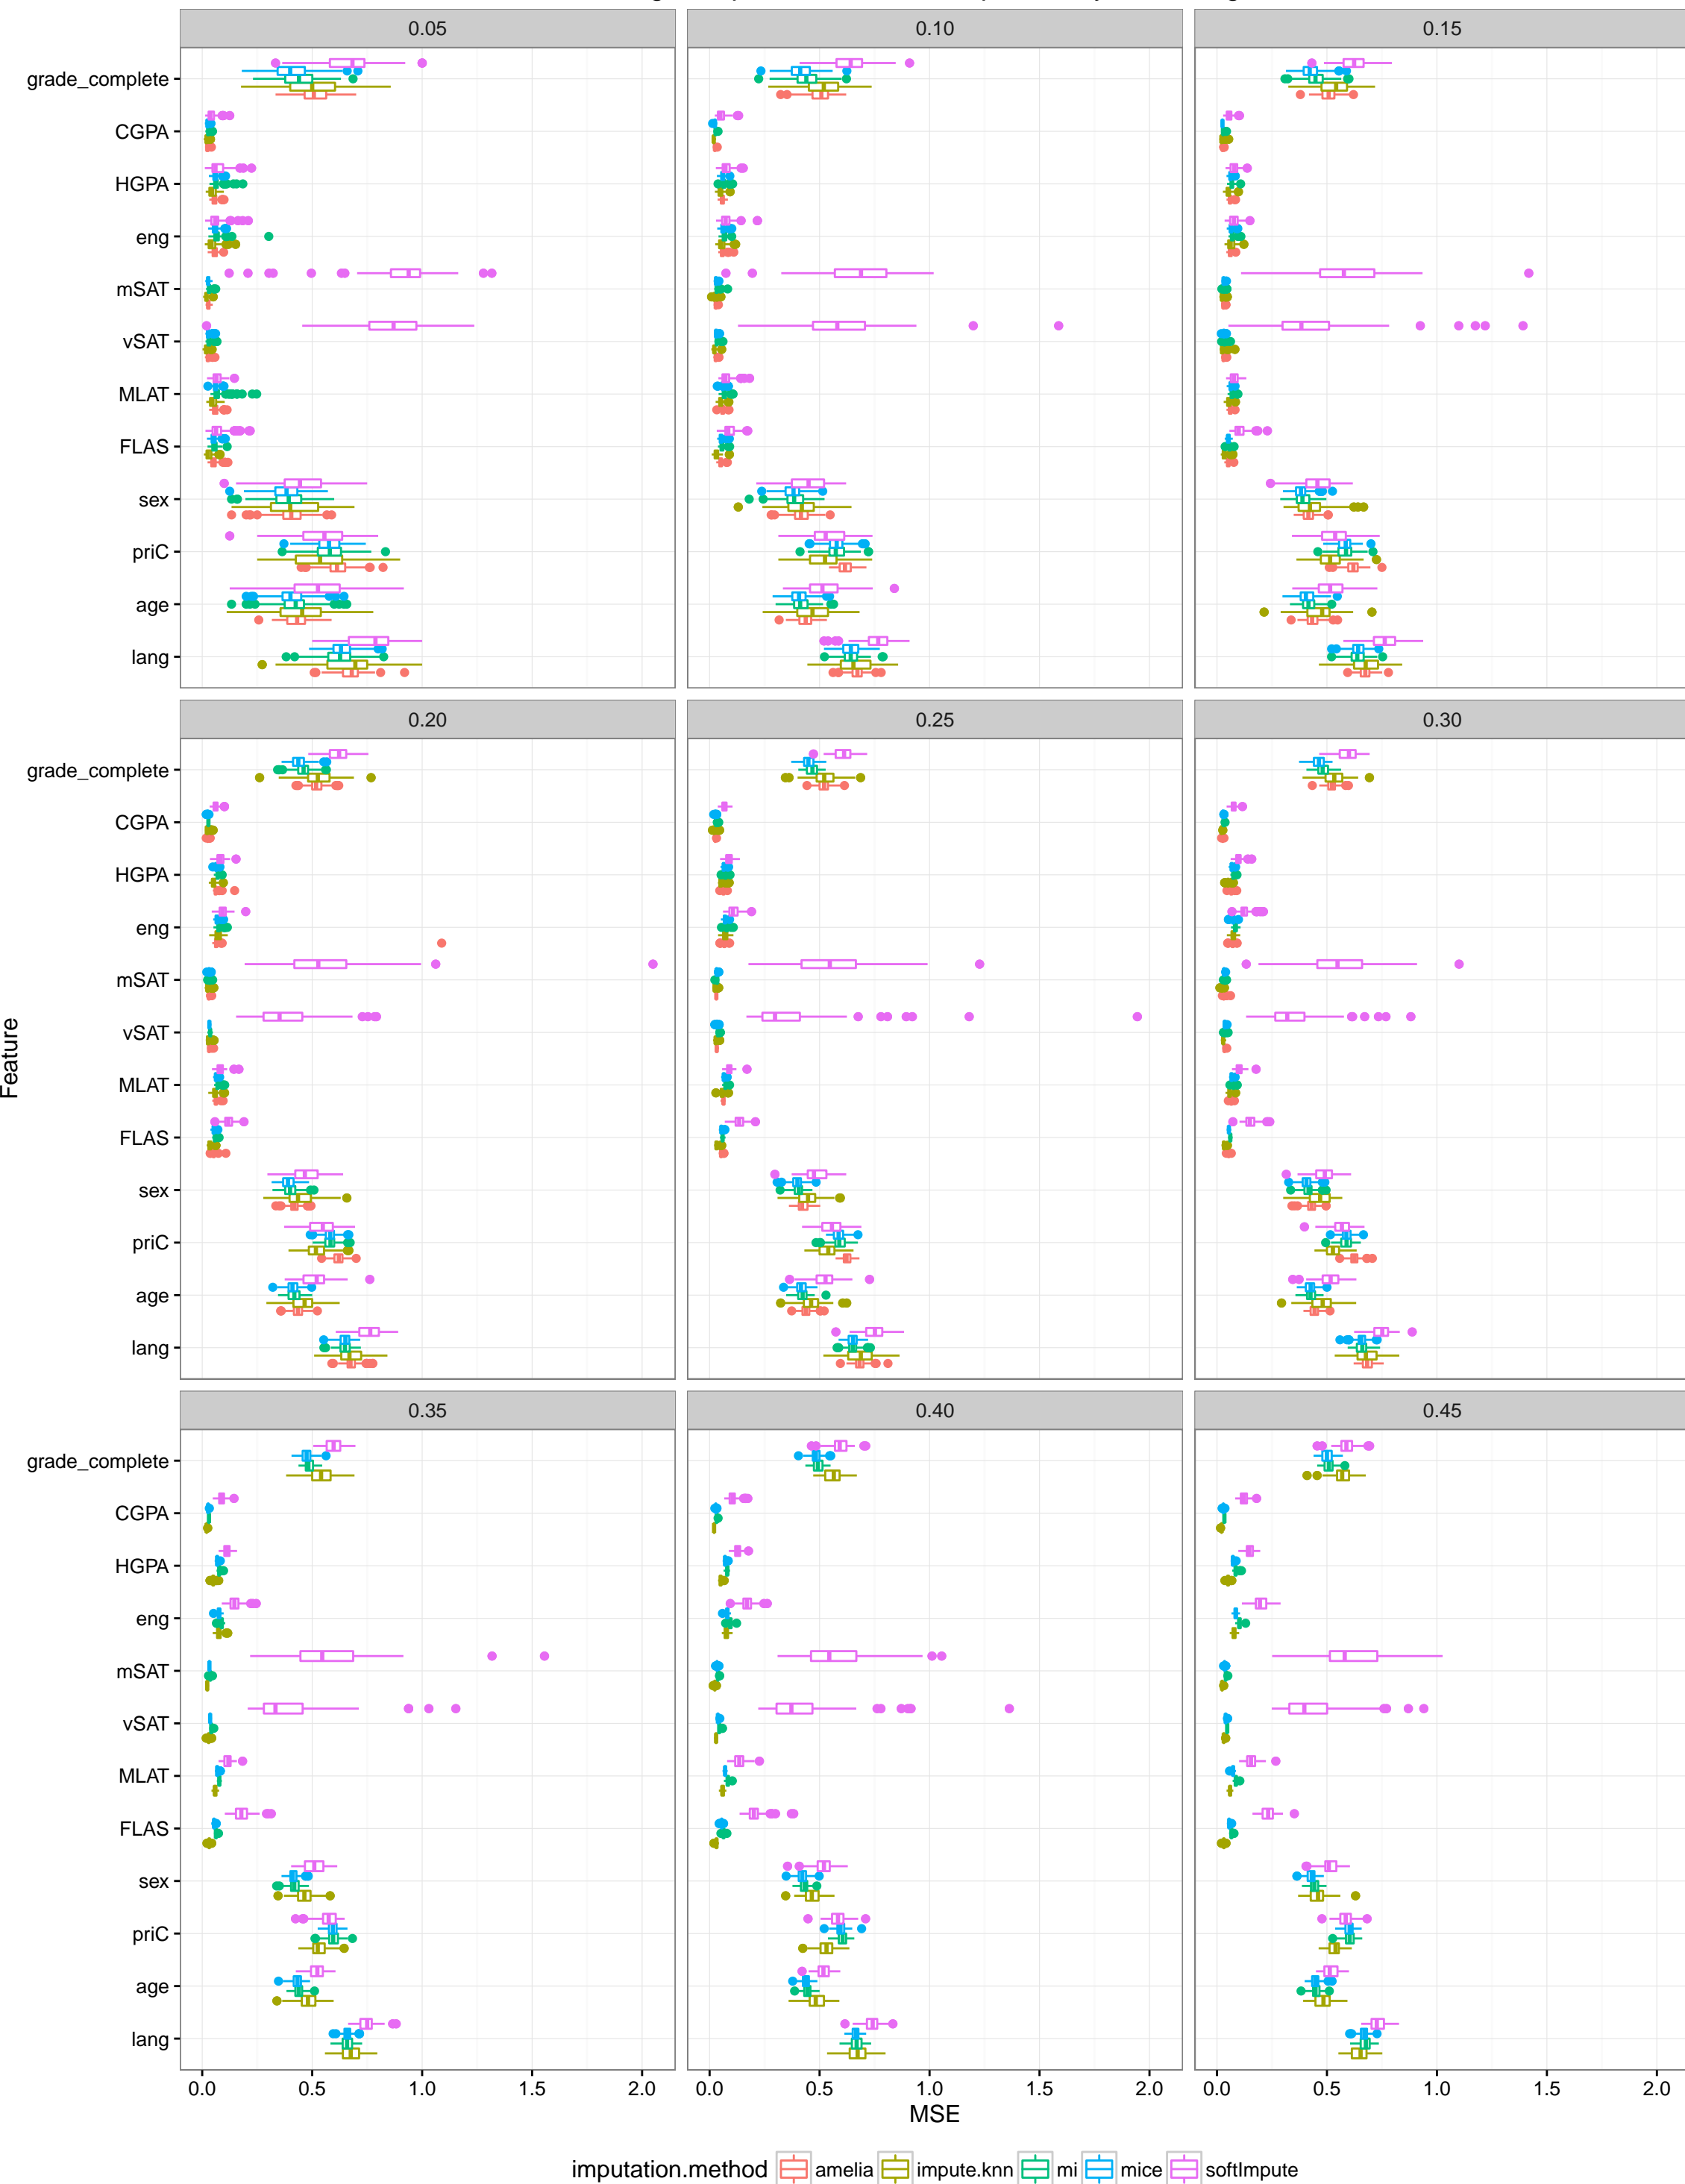 0.05 0.10 0.15
grade_complete
CGPA
HGPA
eng
mSAT
vSAT
MLAT
FLAS
sex
priC
age
lang
0.20 0.25 0.30
grade_complete
CGPA
HGPA
eng
mSAT
vSAT
MLAT
FLAS
sex
priC
age
lang
Feature
0.35 0.40 0.45
grade_complete
CGPA
HGPA
eng
mSAT
vSAT
MLAT
FLAS
sex
priC
age
lang
0.0 0.5 1.0 1.5 2.0 0.0 0.5 1.0 1.5 2.0 0.0 0.5 1.0 1.5 2.0
MSE
imputation.method amelia impute.knn mi mice softImpute